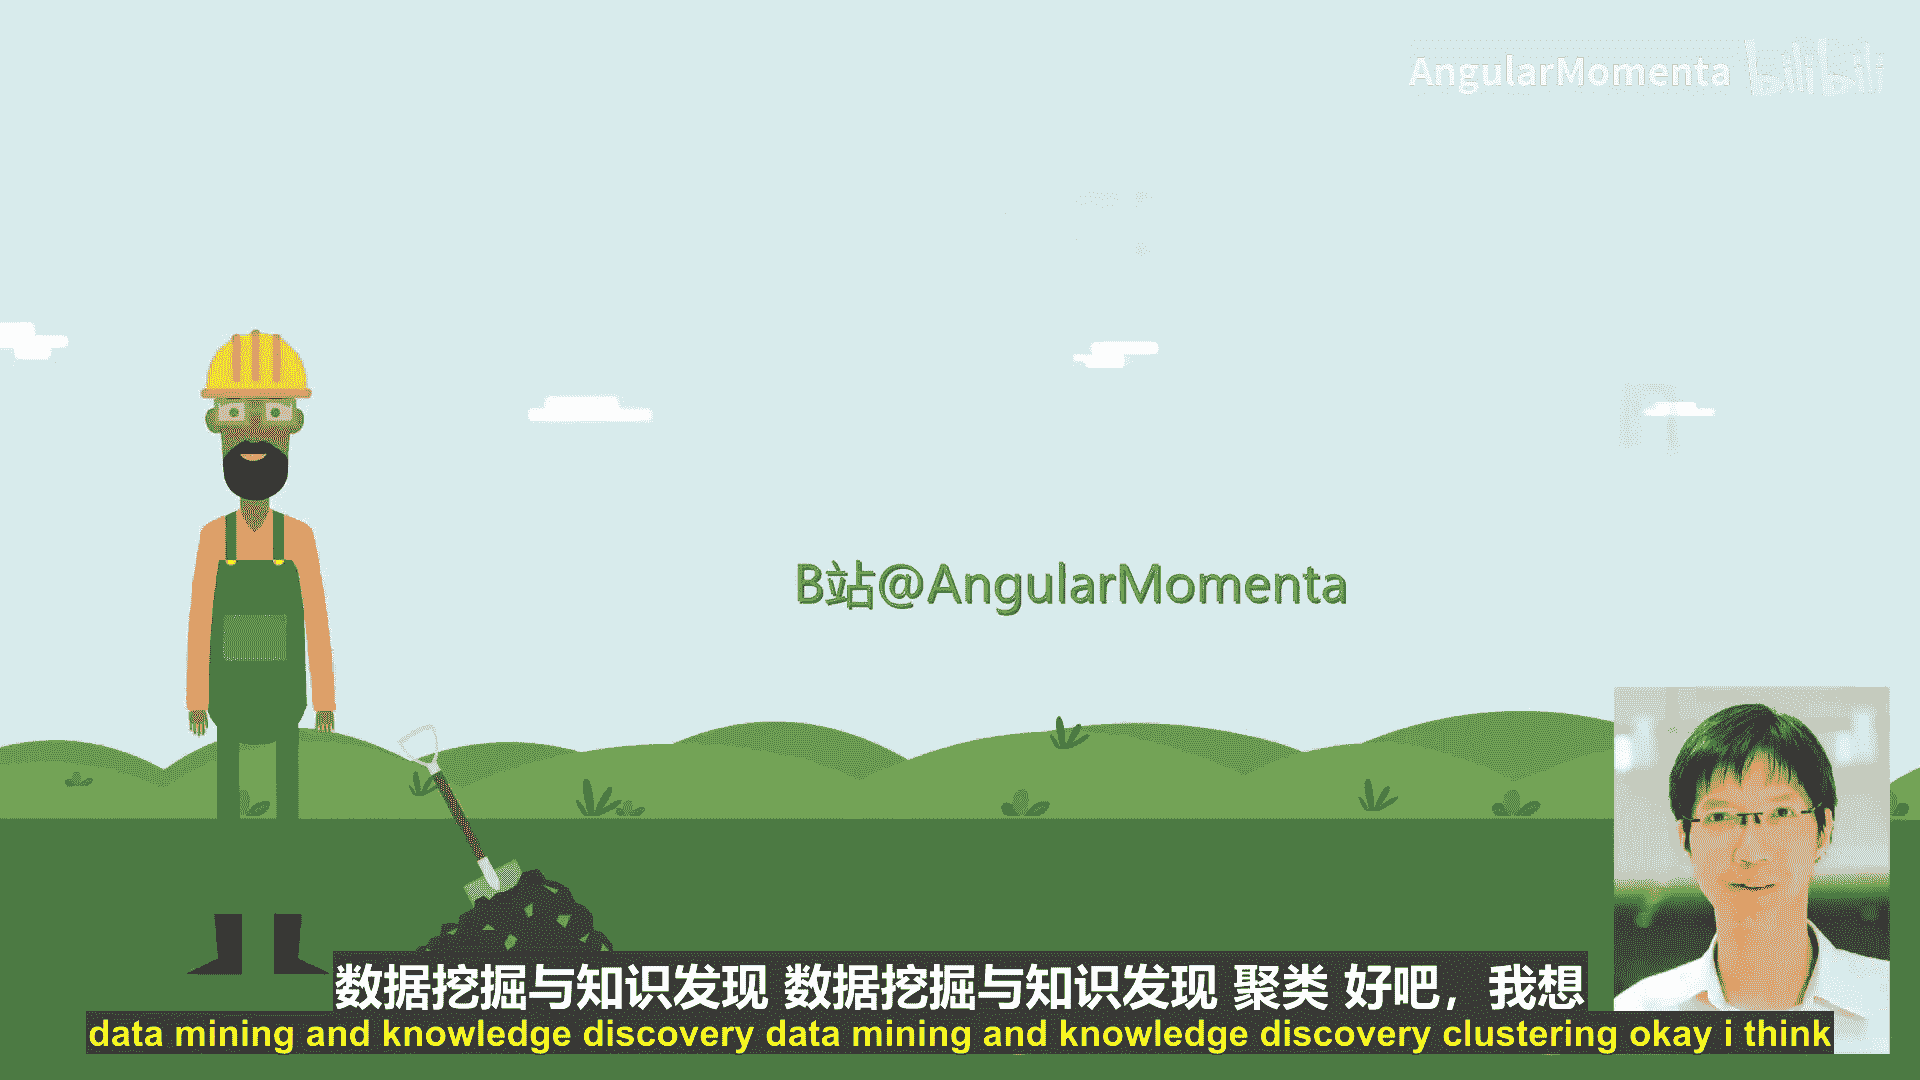 AngularMomenta bilibili
B站@AngularMomenta
数据挖掘与知识发现 数据挖掘与知识发现 聚类 好吧，我想
data mining and knowledge discovery data mining and knowledge discovery clustering okay i think